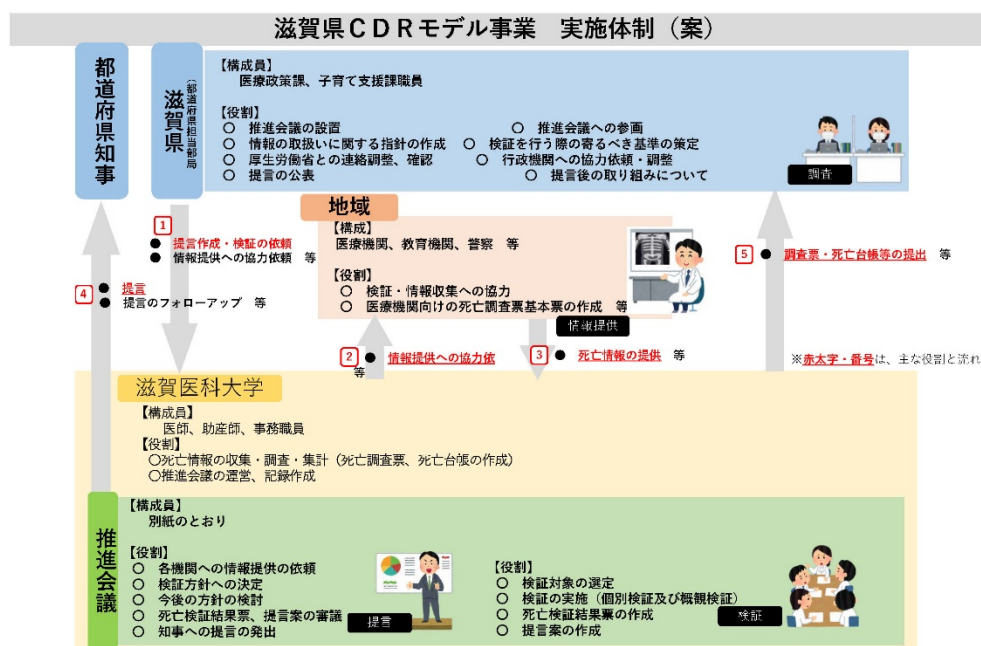 滋賀県CDRモデル事業　実施体制（案）
都道府県知事
滋賀県
（都道府県担当部局）
【構成員】
医療政策課、子育て支援課職員
【役割】
〇　推進会議の設置
〇　推進会議への参画
〇　情報の取扱いに関する指針の作成
〇　検証を行う際の寄るべき基準の策定
〇　厚生労働省との連絡調整、確認
〇　行政機関への協力依頼・調整
〇　提言の公表
〇　提言後の取り組みについて
調査
地域
【構成】
医療機関、教育機関、警察　等
【役割】
〇　検証・情報収集への協力
〇　医療機関向けの死亡調査票基本票の作成　等
情報提供
1
●　提言作成・検証の依頼
●　情報提供への協力依頼　等
4
●　提言
●　提言のフォローアップ　等
2　●　情報提供への協力依
等
3　●　死亡情報の提供　等
5　●　調査票・死亡台帳等の提出　等
※赤太字・番号は、主な役割と流れ
滋賀医科大学
【構成員】
医師、助産師、事務職員
【役割】
〇死亡情報の収集・調査・集計（死亡調査票、死亡台帳の作成）
〇推進会議の運営、記録作成
推進会議
【構成員】
別紙のとおり
【役割】
〇　各機関への情報提供の依頼
〇　検証方針への決定
〇　今後の方針の検討
〇　死亡検証結果票、提言案の審議
〇　知事への提言の発出
提言
【役割】
〇　検証対象の選定
〇　検証の実施（個別検証及び概観検証）
〇　死亡検証結果票の作成
〇　提言案の作成
検証